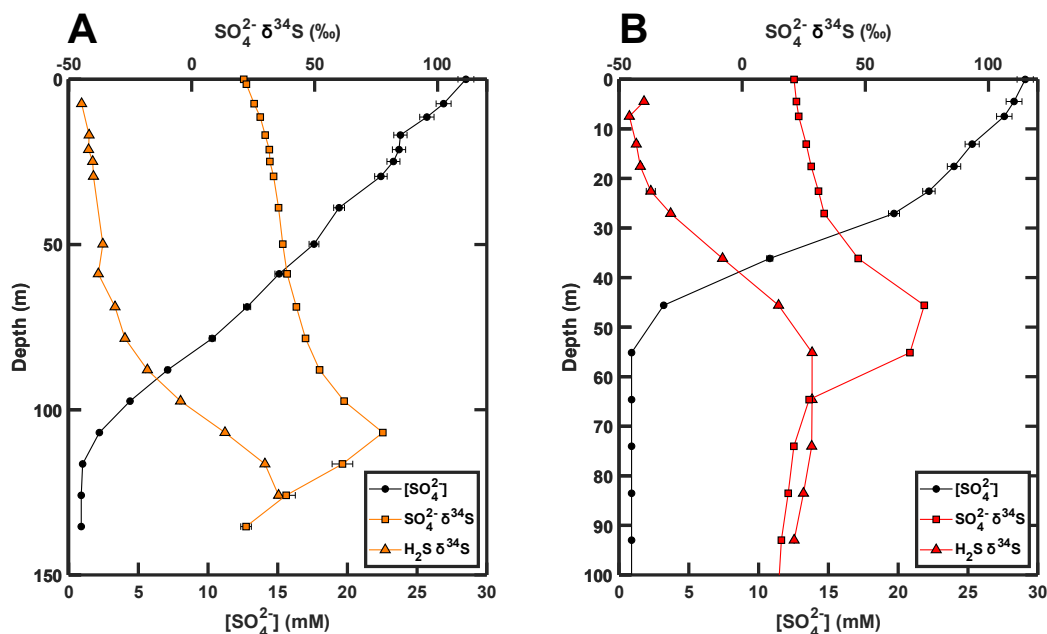 A
SO₄²⁻ δ³⁴S (‰)
-50 0 50 100
0
50
100
150
Depth (m)
[SO₄²⁻]
SO₄²⁻ δ³⁴S
H₂S δ³⁴S
0 5 10 15 20 25 30
[SO₄²⁻] (mM)
B
SO₄²⁻ δ³⁴S (‰)
-50 0 50 100
0
10
20
30
40
50
60
70
80
90
100
Depth (m)
[SO₄²⁻]
SO₄²⁻ δ³⁴S
H₂S δ³⁴S
0 5 10 15 20 25 30
[SO₄²⁻] (mM)